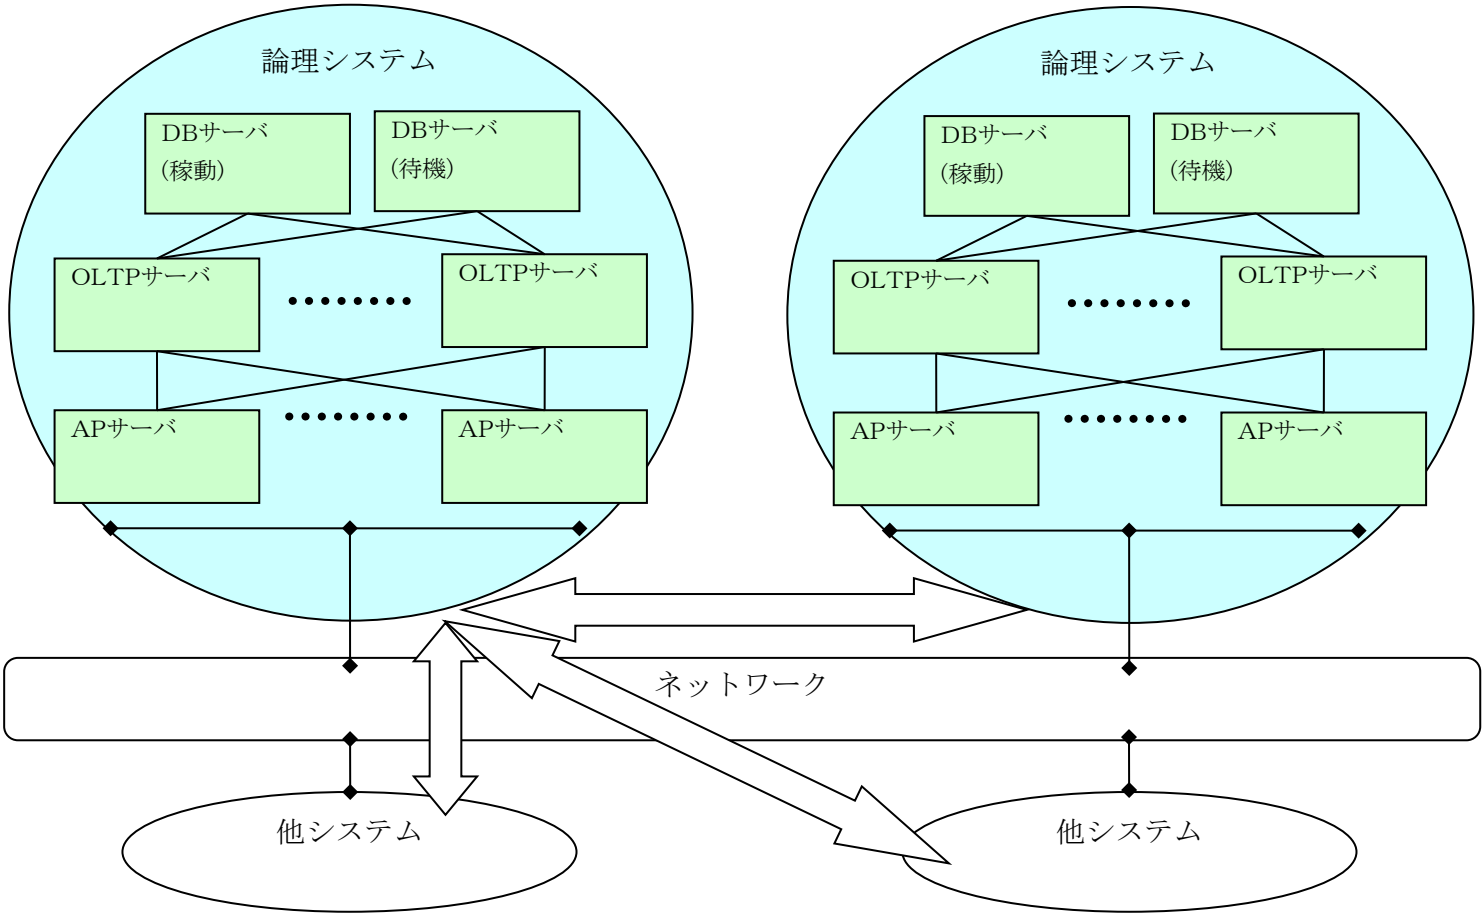 論理システム
DBサーバ
(稼動)
DBサーバ
(待機)
OLTPサーバ
OLTPサーバ
APサーバ
APサーバ
論理システム
DBサーバ
(稼動)
DBサーバ
(待機)
OLTPサーバ
OLTPサーバ
APサーバ
APサーバ
ネットワーク
他システム
他システム